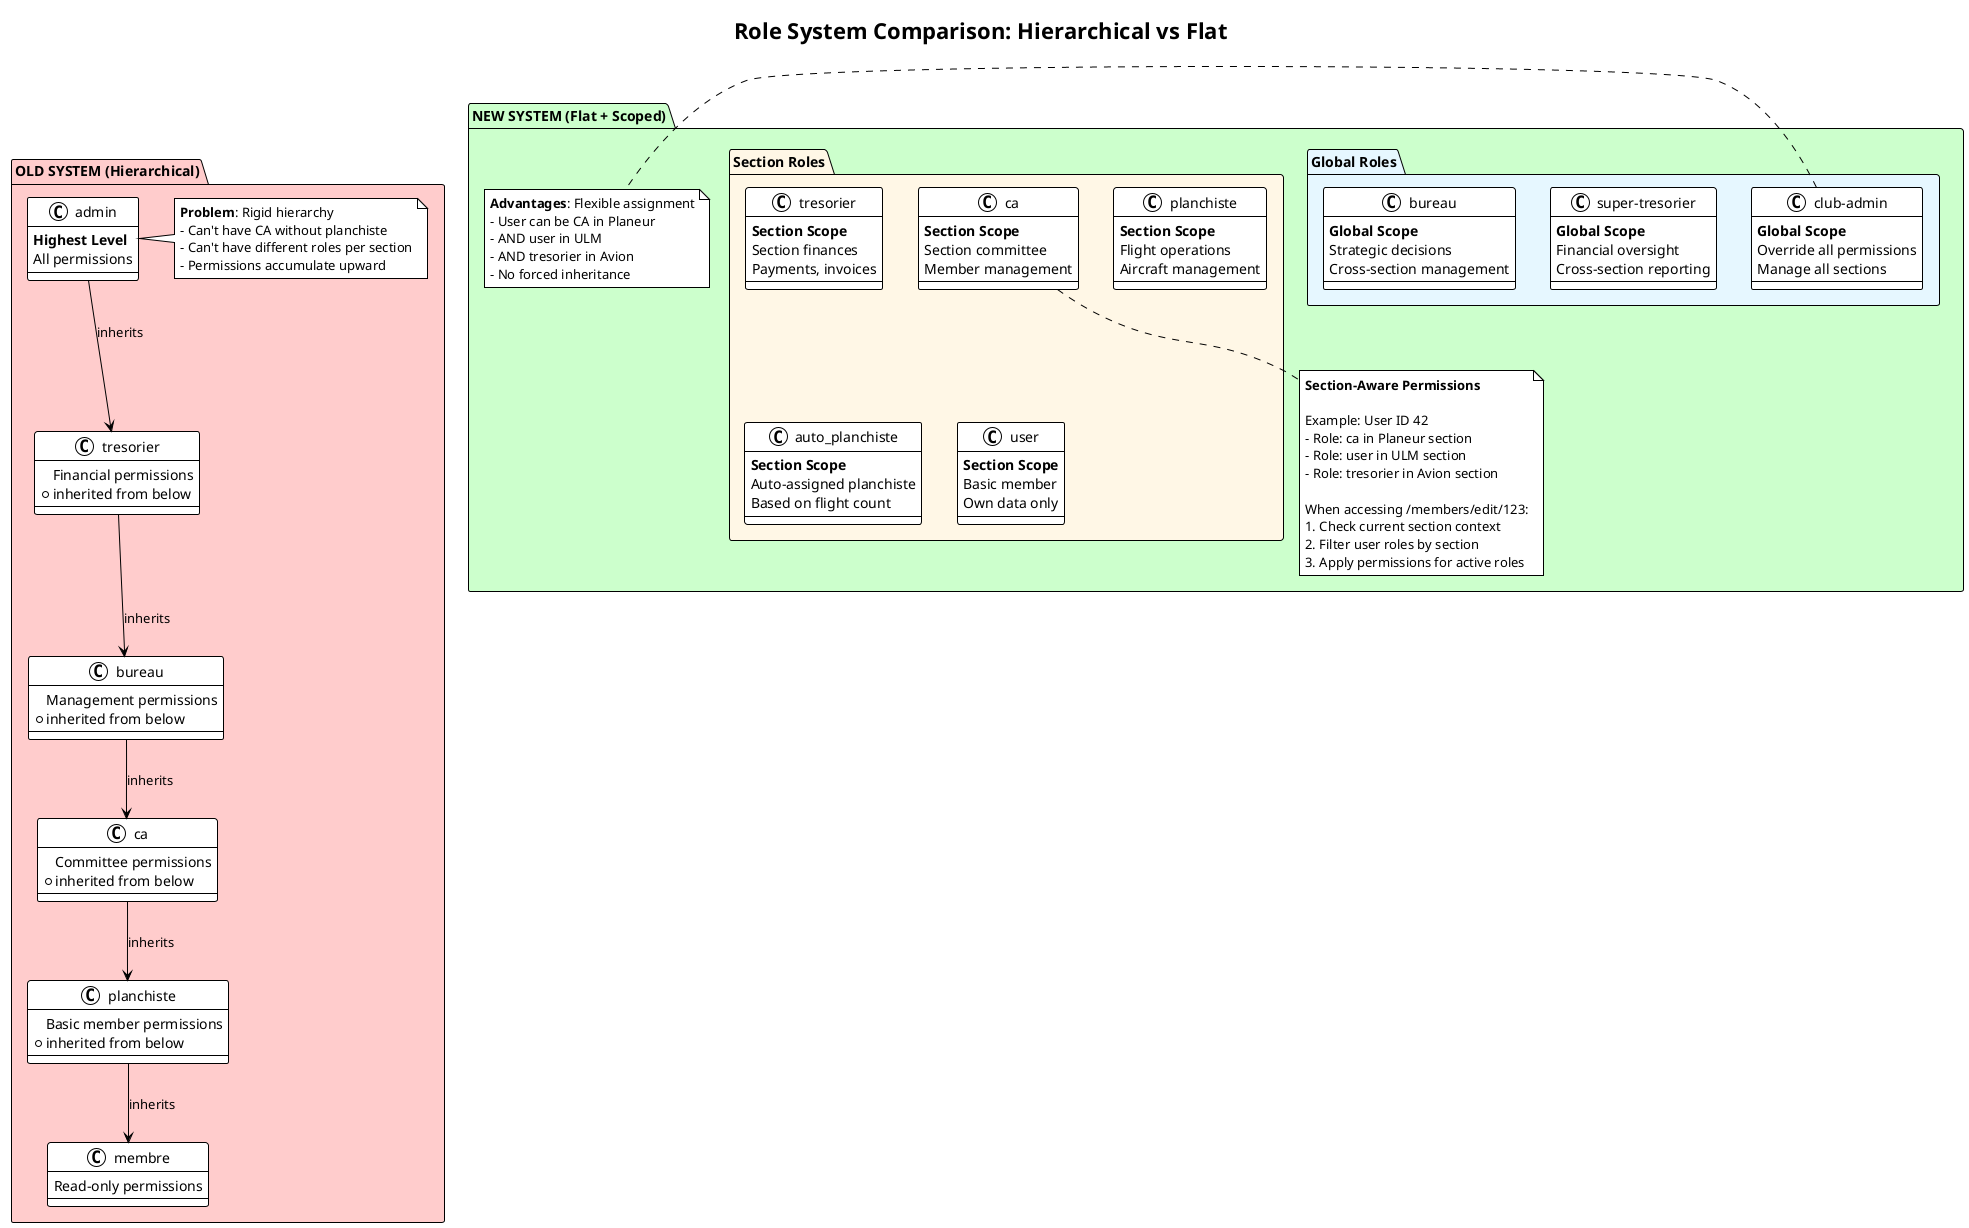 Role System Comparison: Hierarchical vs Flat
OLD SYSTEM (Hierarchical)
C admin
Highest Level
All permissions
Problem: Rigid hierarchy
- Can't have CA without planchiste
- Can't have different roles per section
- Permissions accumulate upward
inherits
C tresorier
Financial permissions
inherited from below
inherits
C bureau
Management permissions
inherited from below
inherits
C ca
Committee permissions
inherited from below
inherits
C planchiste
Basic member permissions
inherited from below
inherits
C membre
Read-only permissions
NEW SYSTEM (Flat + Scoped)
Advantages: Flexible assignment
- User can be CA in Planeur
- AND user in ULM
- AND tresorier in Avion
- No forced inheritance
Section Roles
C tresorier
Section Scope
Section finances
Payments, invoices
C ca
Section Scope
Section committee
Member management
C planchiste
Section Scope
Flight operations
Aircraft management
C auto_planchiste
Section Scope
Auto-assigned planchiste
Based on flight count
C user
Section Scope
Basic member
Own data only
Global Roles
C bureau
Global Scope
Strategic decisions
Cross-section management
C super-tresorier
Global Scope
Financial oversight
Cross-section reporting
C club-admin
Global Scope
Override all permissions
Manage all sections
Section-Aware Permissions
Example: User ID 42
- Role: ca in Planeur section
- Role: user in ULM section
- Role: tresorier in Avion section
When accessing /members/edit/123:
1. Check current section context
2. Filter user roles by section
3. Apply permissions for active roles